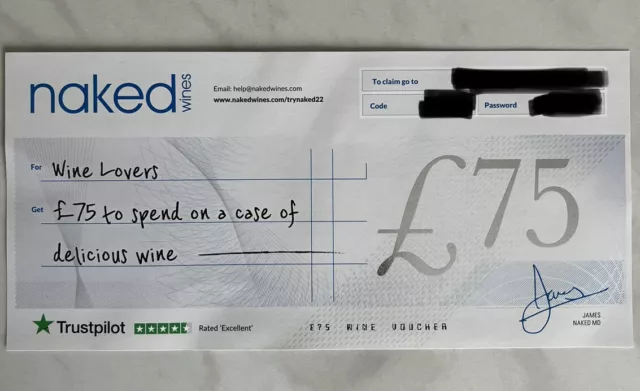 naked wines
Email: help@nakedwines.com
www.nakedwines.com/trynaked22
To claim go to
Code
Password
For Wine Lovers
Get £75 to spend on a case of
delicious wine
£75
Trustpilot
Rated 'Excellent'
£75 WINE VOUCHER
James
JAMES
NAKED MD